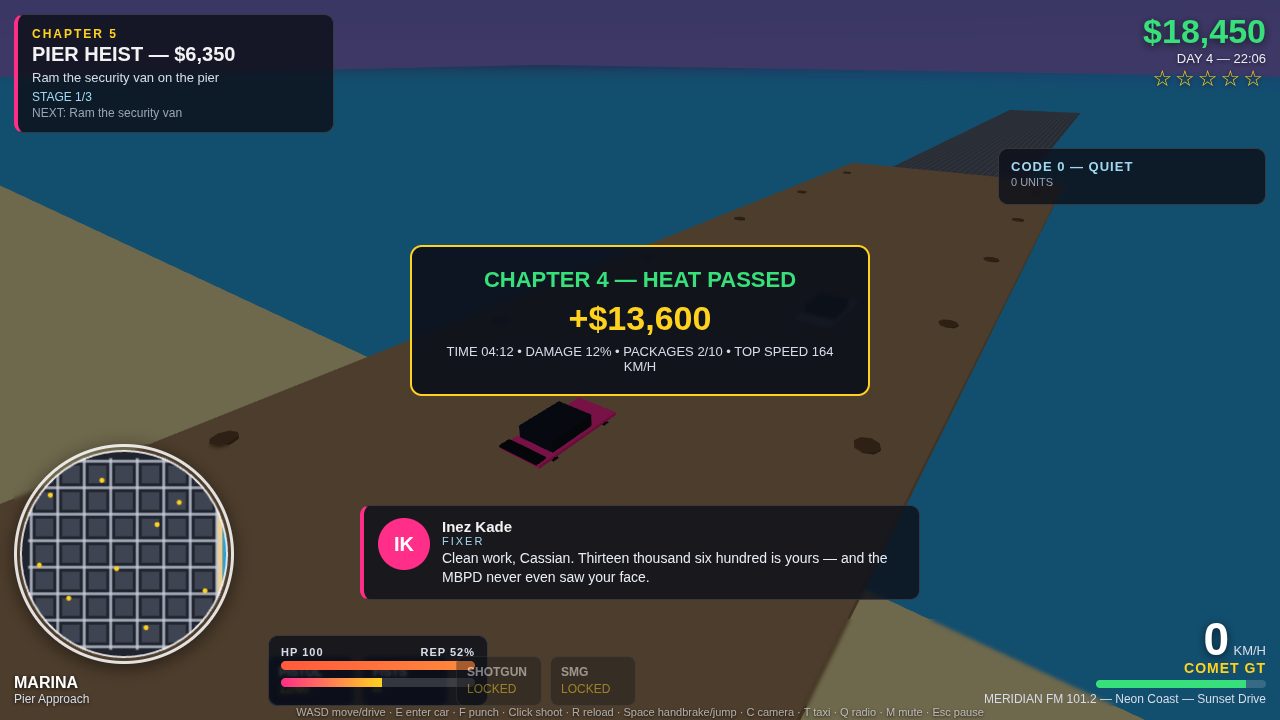 CHAPTER 5
PIER HEIST — $6,350
Ram the security van on the pier
STAGE 1/3
NEXT: Ram the security van
$18,450
DAY 4 — 22:06
☆☆☆☆☆
CODE 0 — QUIET
0 UNITS
CHAPTER 4 — HEAT PASSED
+$13,600
TIME 04:12 • DAMAGE 12% • PACKAGES 2/10 • TOP SPEED 164
KM/H
IK
Inez Kade
FIXER
Clean work, Cassian. Thirteen thousand six hundred is yours — and the
MBPD never even saw your face.
MARINA
Pier Approach
HP 100 REP 52%
SHOTGUN
LOCKED
SMG
LOCKED
0 KM/H
COMET GT
MERIDIAN FM 101.2 — Neon Coast — Sunset Drive
WASD move/drive · E enter car · F punch · Click shoot · R reload · Space handbrake/jump · C camera · T taxi · Q radio · M mute · Esc pause